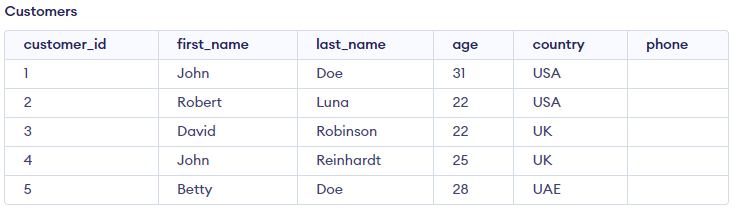 Customers
customer_id first_name last_name age country phone
1 John Doe 31 USA
2 Robert Luna 22 USA
3 David Robinson 22 UK
4 John Reinhardt 25 UK
5 Betty Doe 28 UAE